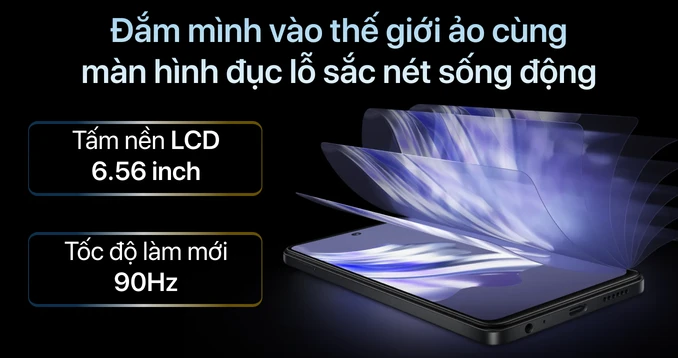 Đắm mình vào thế giới ảo cùng
màn hình đục lỗ sắc nét sống động
Tấm nền LCD
6.56 inch
Tốc độ làm mới
90Hz